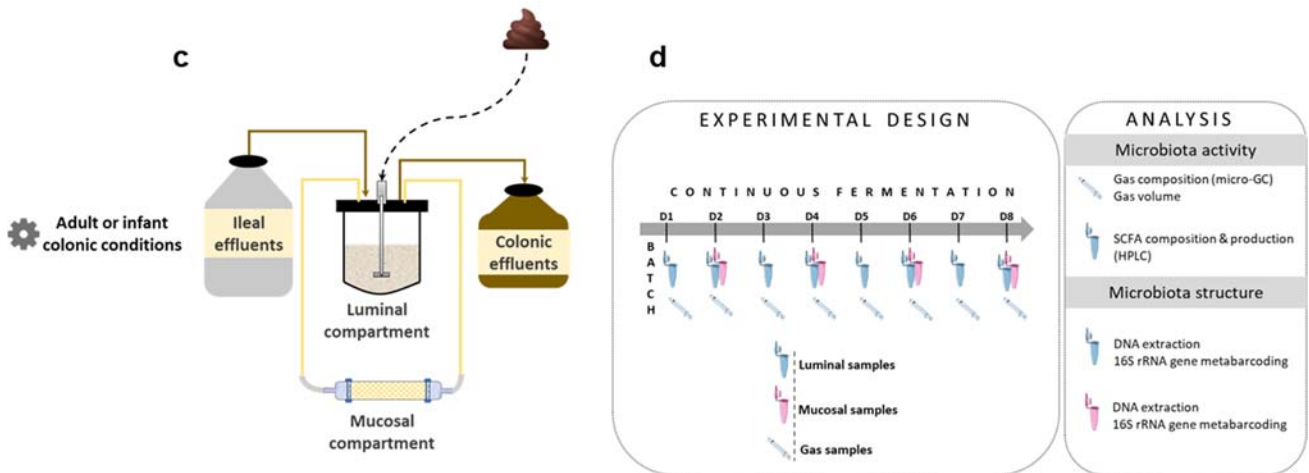 c
Adult or infant
colonic conditions
Ileal
effluents
Colonic
effluents
Luminal
compartment
Mucosal
compartment
d
EXPERIMENTAL DESIGN
CONTINUOUS FERMENTATION
D1 D2 D3 D4 D5 D6 D7 D8
BATCH
Luminal samples
Mucosal samples
Gas samples
ANALYSIS
Microbiota activity
Gas composition (micro-GC)
Gas volume
SCFA composition & production
(HPLC)
Microbiota structure
DNA extraction
16S rRNA gene metabarcoding
DNA extraction
16S rRNA gene metabarcoding